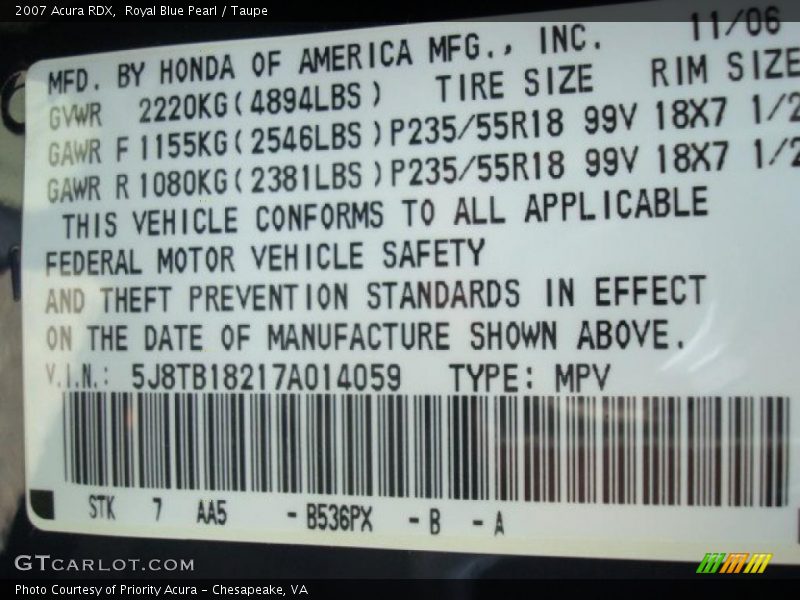 2007 Acura RDX, Royal Blue Pearl / Taupe
11/06
MFD. BY HONDA OF AMERICA MFG., INC.
GVWR 2220KG(4894LBS) TIRE SIZE RIM SIZE
GAWR F 1155KG(2546LBS)P235/55R18 99V 18X7 1/2
GAWR R 1080KG(2381LBS)P235/55R18 99V 18X7 1/2
THIS VEHICLE CONFORMS TO ALL APPLICABLE
FEDERAL MOTOR VEHICLE SAFETY
AND THEFT PREVENTION STANDARDS IN EFFECT
ON THE DATE OF MANUFACTURE SHOWN ABOVE.
V.I.N.: 5J8TB18217A014059 TYPE: MPV
STK 7 AA5 -B536PX -B -A
GTCARLOT.COM
Photo Courtesy of Priority Acura - Chesapeake, VA